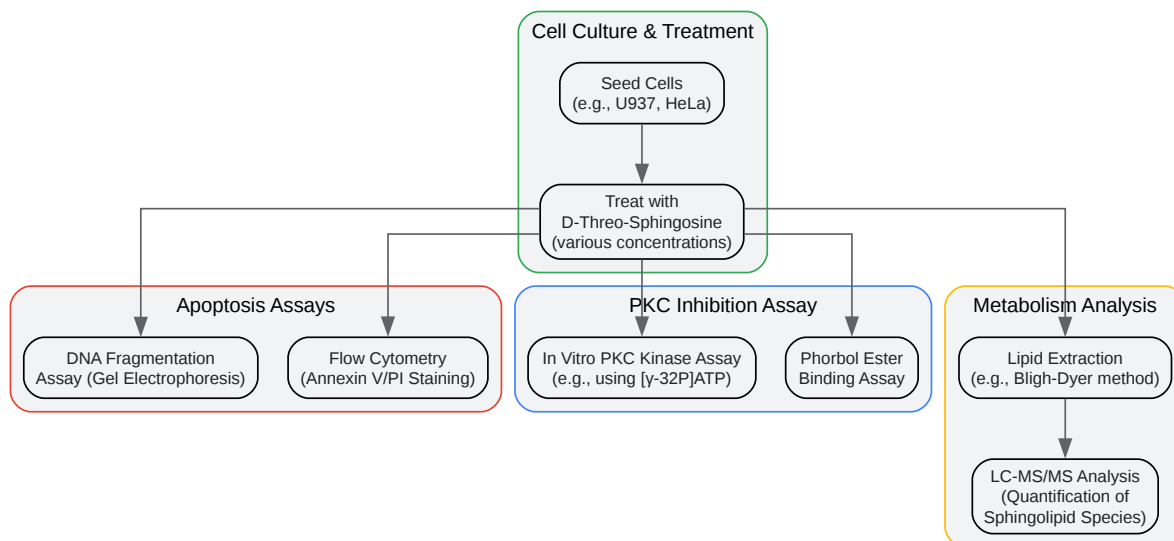 Cell Culture & Treatment
Seed Cells
(e.g., U937, HeLa)
Treat with
D-Threo-Sphingosine
(various concentrations)
Apoptosis Assays
DNA Fragmentation
Assay (Gel Electrophoresis)
Flow Cytometry
(Annexin V/PI Staining)
PKC Inhibition Assay
In Vitro PKC Kinase Assay
(e.g., using [γ-32P]ATP)
Phorbol Ester
Binding Assay
Metabolism Analysis
Lipid Extraction
(e.g., Bligh-Dyer method)
LC-MS/MS Analysis
(Quantification of
Sphingolipid Species)